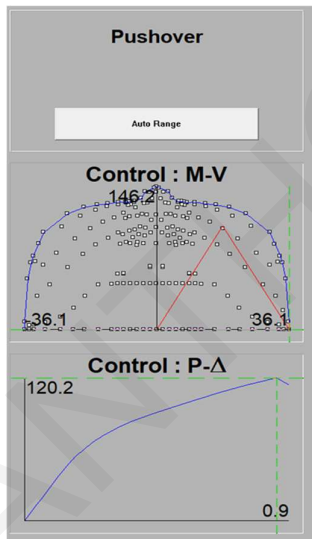 Pushover
Auto Range
Control : M-V
146.2
-36.1
36.1
Control : P-Δ
120.2
0.9